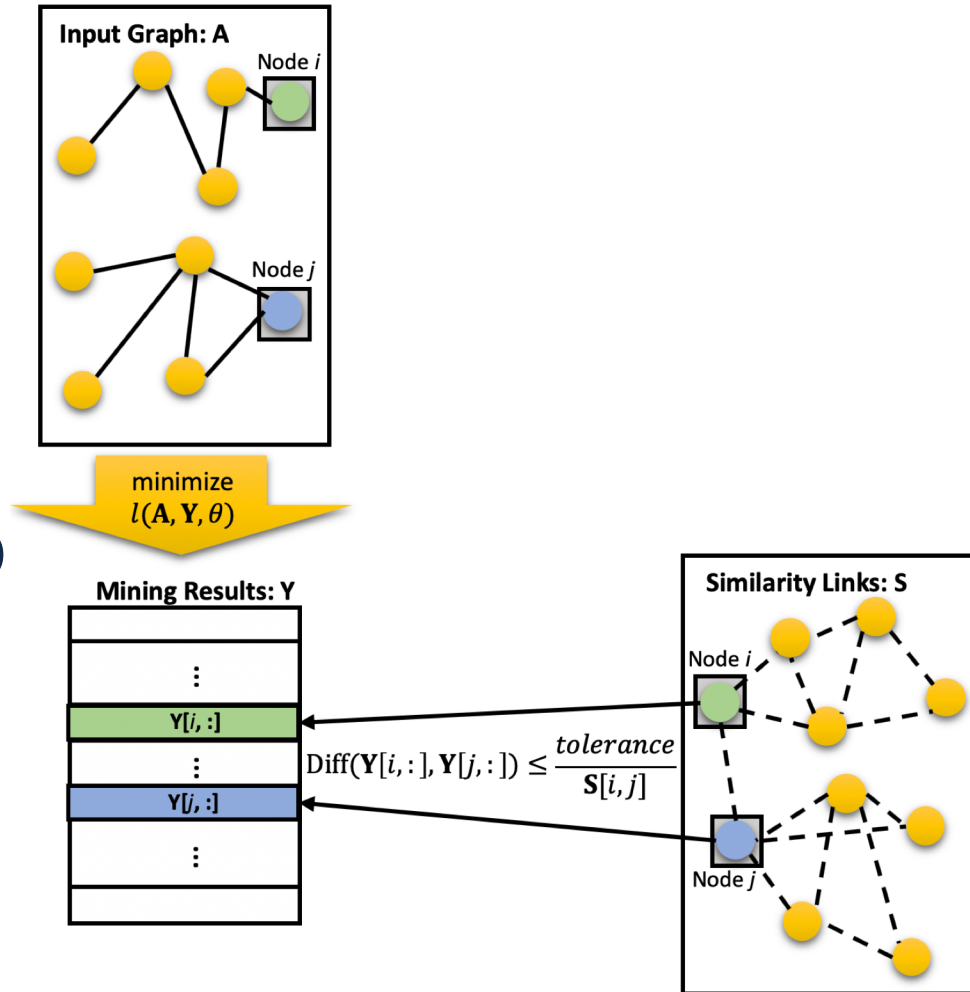 Input Graph: A
Node i
Node j
minimize
l(A, Y, θ)
)
Mining Results: Y
⋮
Y[i, :]
⋮
Y[j, :]
⋮
Diff(Y[i, :], Y[j, :]) ≤ tolerance / S[i, j]
Similarity Links: S
Node i
Node j